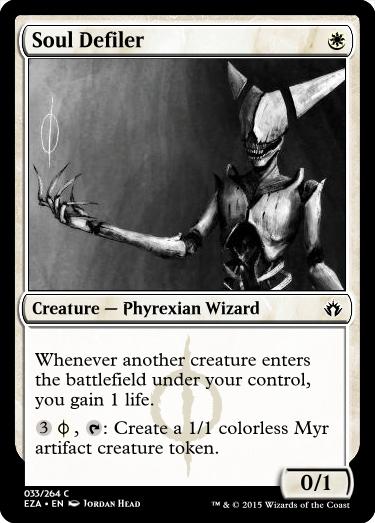 Soul Defiler
Creature — Phyrexian Wizard
Whenever another creature enters
the battlefield under your control,
you gain 1 life.
3 ϕ, : Create a 1/1 colorless Myr
artifact creature token.
0/1
033/264 C
EZA • EN Jordan Head
™ & © 2015 Wizards of the Coast